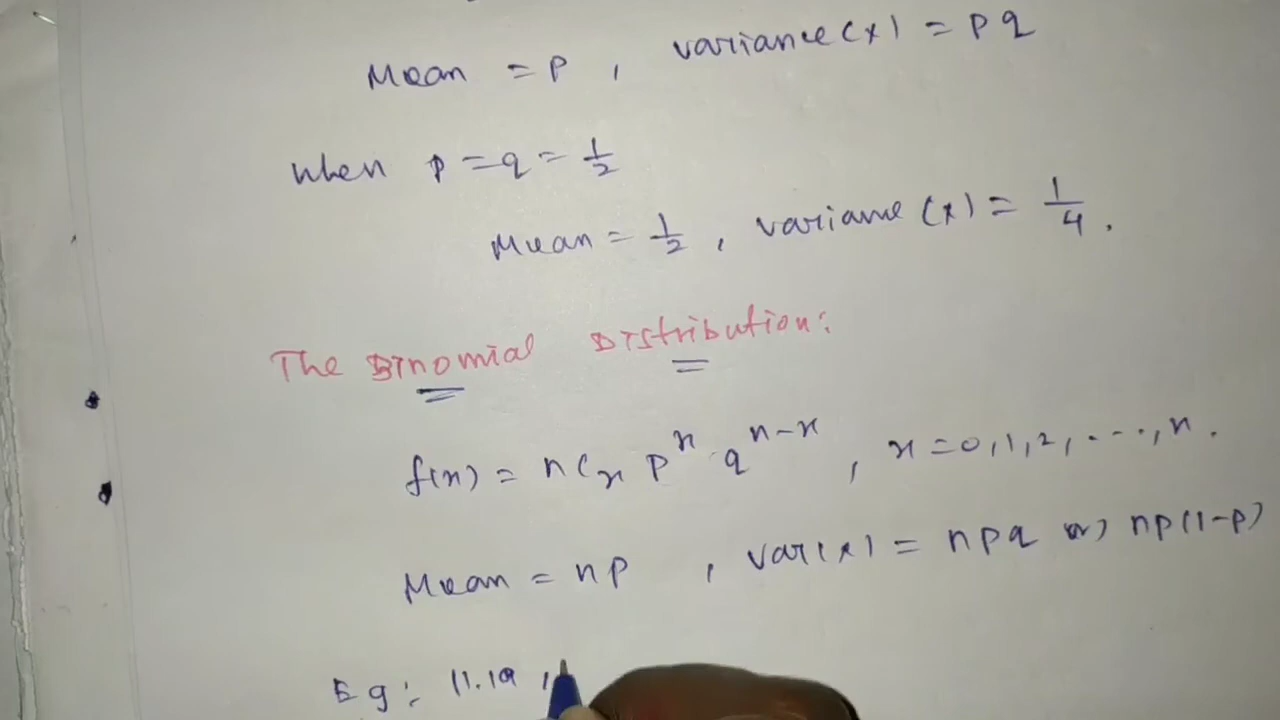 Mean = p , variance(x) = pq
when p = q = 1/2
Mean = 1/2 , variance (x) = 1/4 .
The Binomial Distribution:
f(x) = nCx p^x q^n-x , x = 0,1,2, ...., n .
Mean = np , var(x) = npq or) np(1-p)
Eg:- 11.19 ,